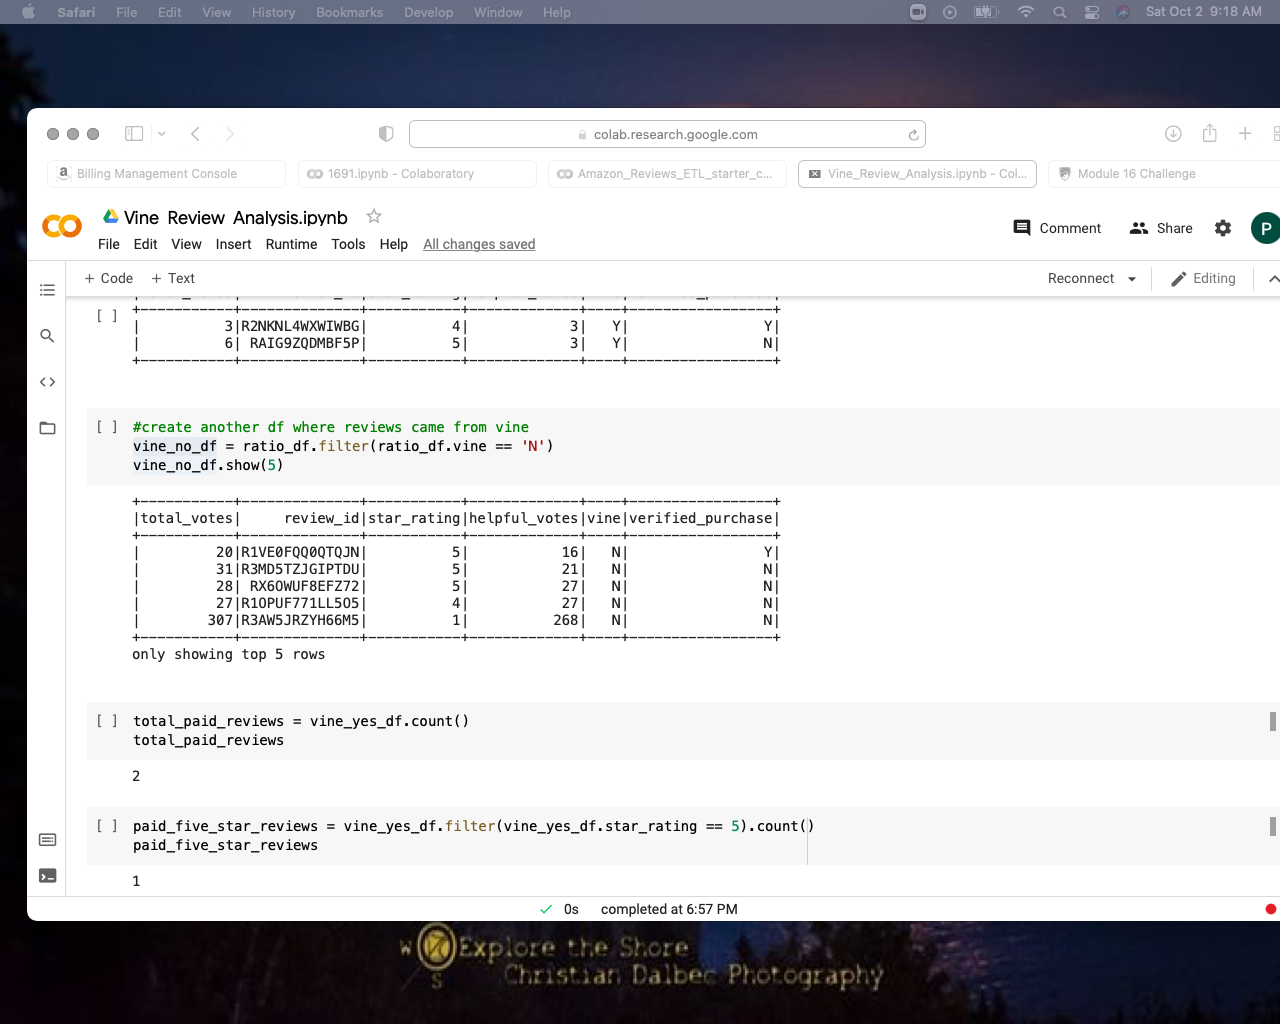 Safari File Edit View History Bookmarks Develop Window Help Sat Oct 2 9:18 AM
colab.research.google.com
Billing Management Console 1691.ipynb - Colaboratory Amazon_Reviews_ETL_starter_c... Vine_Review_Analysis.ipynb - Col... Module 16 Challenge
Vine_Review_Analysis.ipynb
File Edit View Insert Runtime Tools Help All changes saved
Comment Share P
+ Code + Text Reconnect Editing
[ ] +-----------+--------------+-----------+-------------+----+-----------------+
|          3|R2NKNL4WXWIWBG|          4|            3|   Y|                Y|
|          6| RAIG9ZQDMBF5P|          5|            3|   Y|                N|
+-----------+--------------+-----------+-------------+----+-----------------+
[ ] #create another df where reviews came from vine
vine_no_df = ratio_df.filter(ratio_df.vine == 'N')
vine_no_df.show(5)
+-----------+--------------+-----------+-------------+----+-----------------+
|total_votes|     review_id|star_rating|helpful_votes|vine|verified_purchase|
+-----------+--------------+-----------+-------------+----+-----------------+
|         20|R1VE0FQQ0QTQJN|          5|           16|   N|                Y|
|         31|R3MD5TZJGIPTDU|          5|           21|   N|                N|
|         28| RX6OWUF8EFZ72|          5|           27|   N|                N|
|         27|R1OPUF771LL5O5|          4|           27|   N|                N|
|        307|R3AW5JRZYH66M5|          1|          268|   N|                N|
+-----------+--------------+-----------+-------------+----+-----------------+
only showing top 5 rows
[ ] total_paid_reviews = vine_yes_df.count()
total_paid_reviews
2
[ ] paid_five_star_reviews = vine_yes_df.filter(vine_yes_df.star_rating == 5).count()
paid_five_star_reviews
1
0s completed at 6:57 PM
W Explore the Shore
S Christian Dalbec Photography